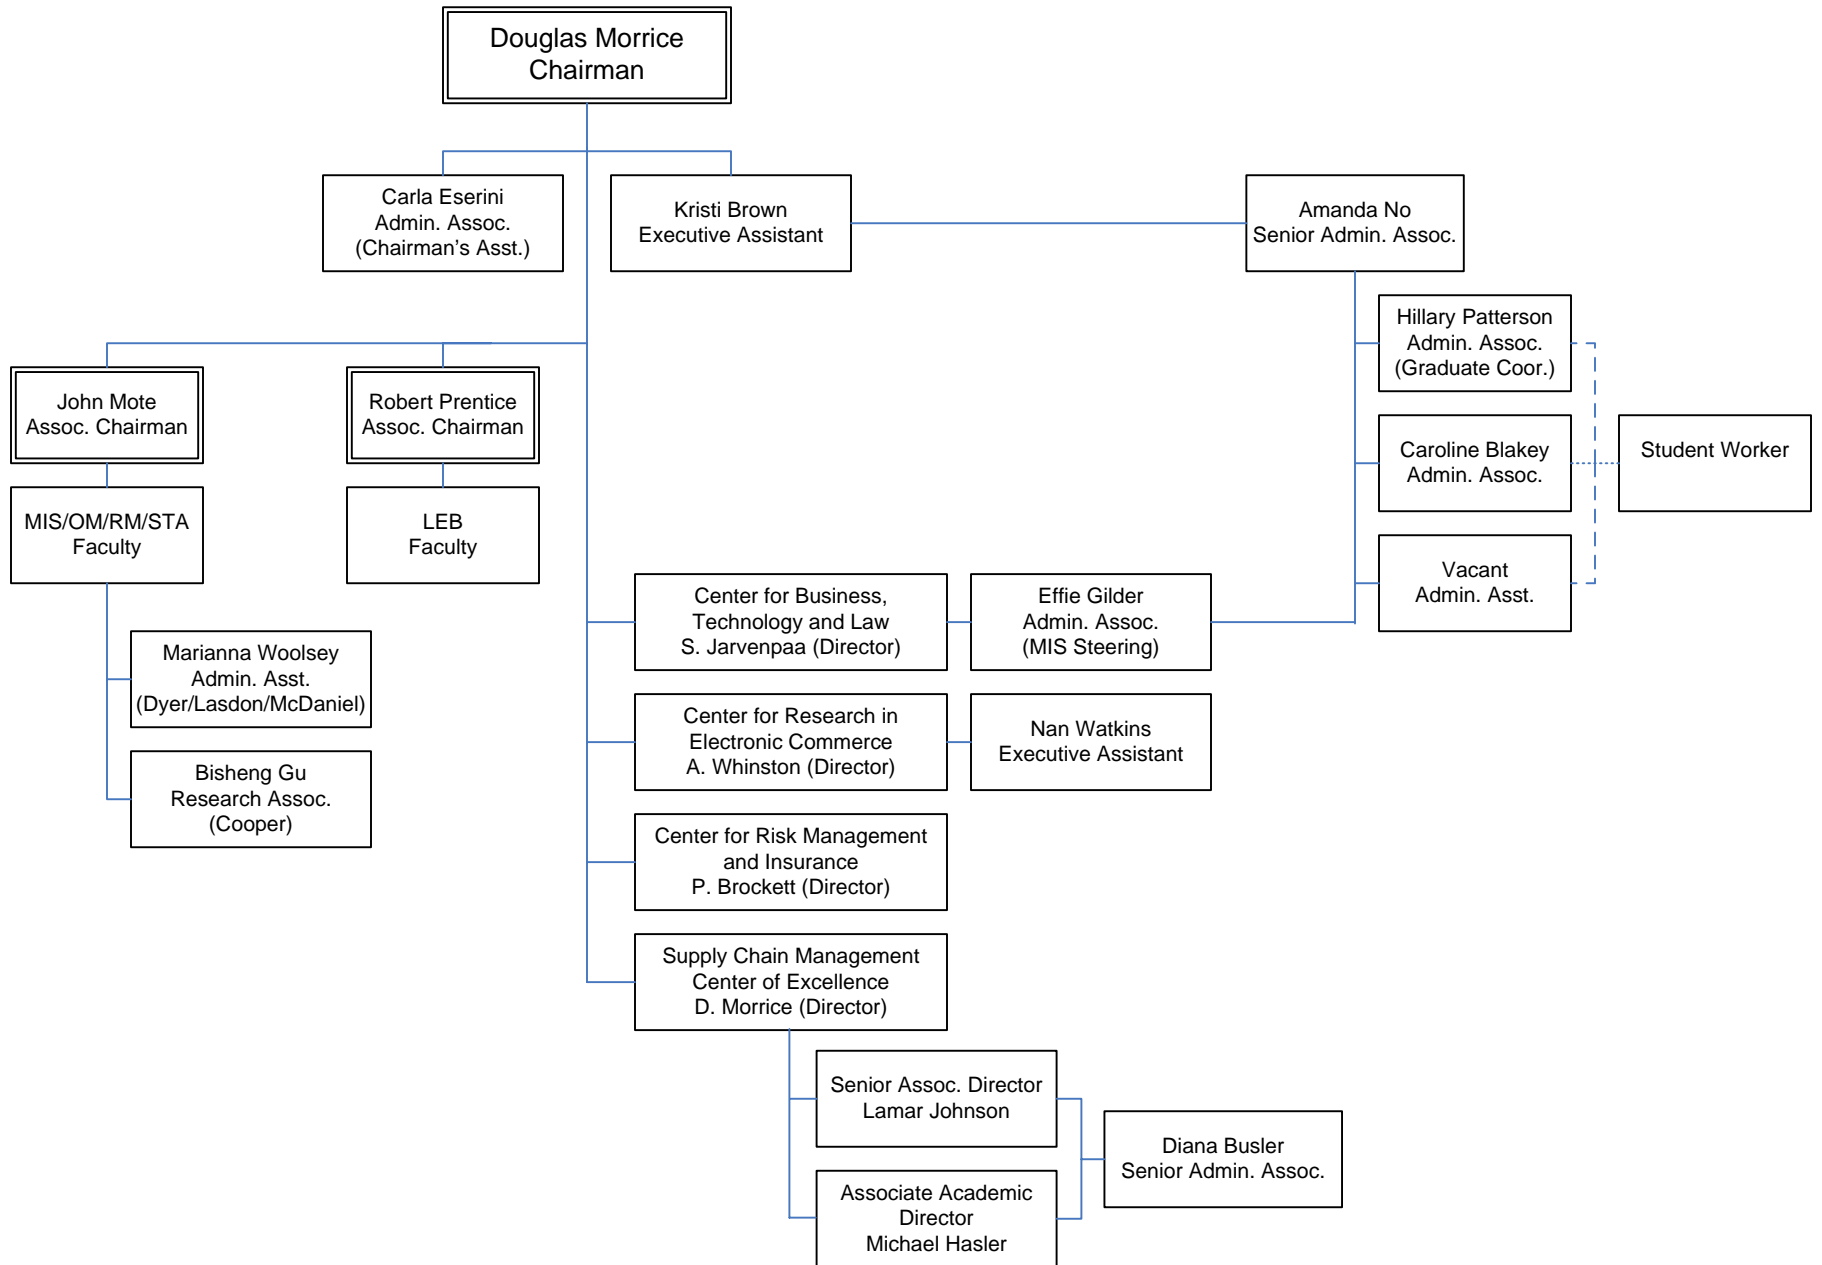 Douglas Morrice
Chairman
Carla Eserini
Admin. Assoc.
(Chairman’s Asst.)
Kristi Brown
Executive Assistant
Amanda No
Senior Admin. Assoc.
Hillary Patterson
Admin. Assoc.
(Graduate Coor.)
John Mote
Assoc. Chairman
Robert Prentice
Assoc. Chairman
Caroline Blakey
Admin. Assoc.
Student Worker
MIS/OM/RM/STA
Faculty
LEB
Faculty
Vacant
Admin. Asst.
Center for Business,
Technology and Law
S. Jarvenpaa (Director)
Effie Gilder
Admin. Assoc.
(MIS Steering)
Marianna Woolsey
Admin. Asst.
(Dyer/Lasdon/McDaniel)
Center for Research in
Electronic Commerce
A. Whinston (Director)
Nan Watkins
Executive Assistant
Bisheng Gu
Research Assoc.
(Cooper)
Center for Risk Management
and Insurance
P. Brockett (Director)
Supply Chain Management
Center of Excellence
D. Morrice (Director)
Senior Assoc. Director
Lamar Johnson
Diana Busler
Senior Admin. Assoc.
Associate Academic
Director
Michael Hasler